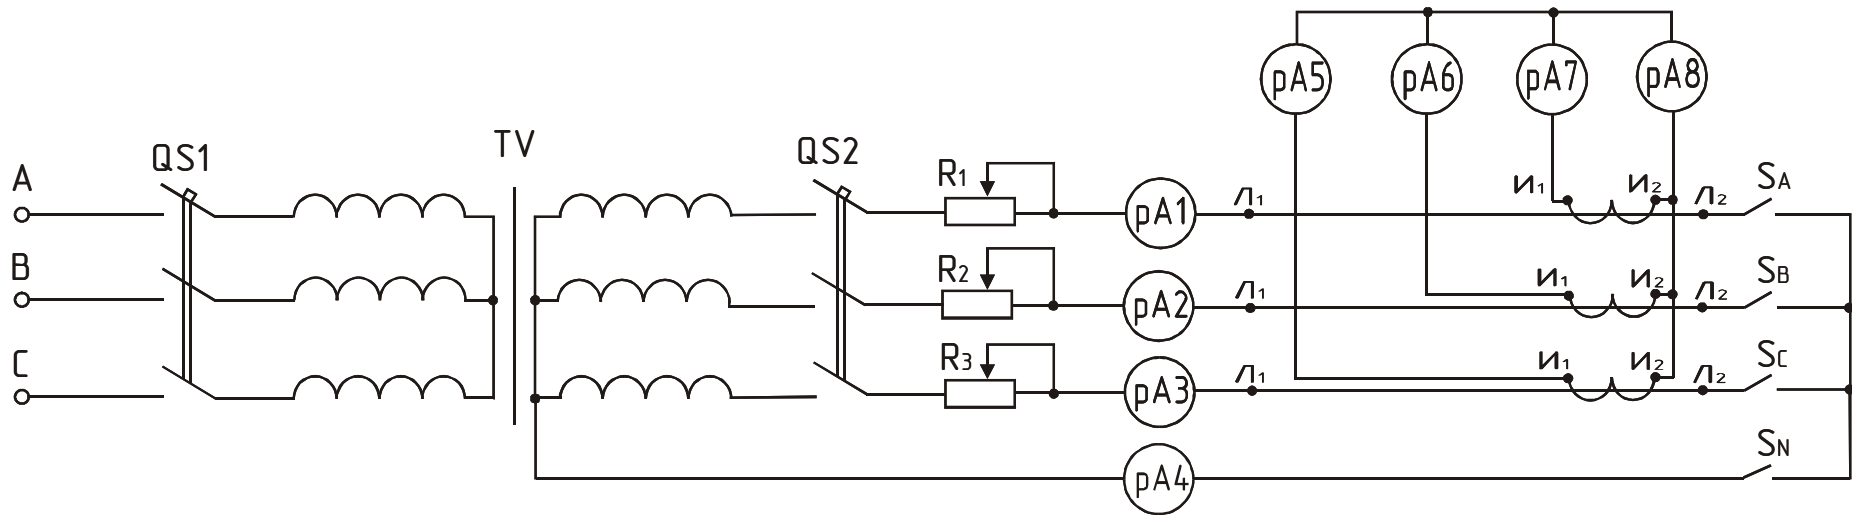 pA5 pA6 pA7 pA8
TV
QS1 QS2
A R1 pA1 Л1 И1 И2 Л2 SA
B R2 pA2 Л1 И1 И2 Л2 SB
C R3 pA3 Л1 И1 И2 Л2 SC
pA4 SN